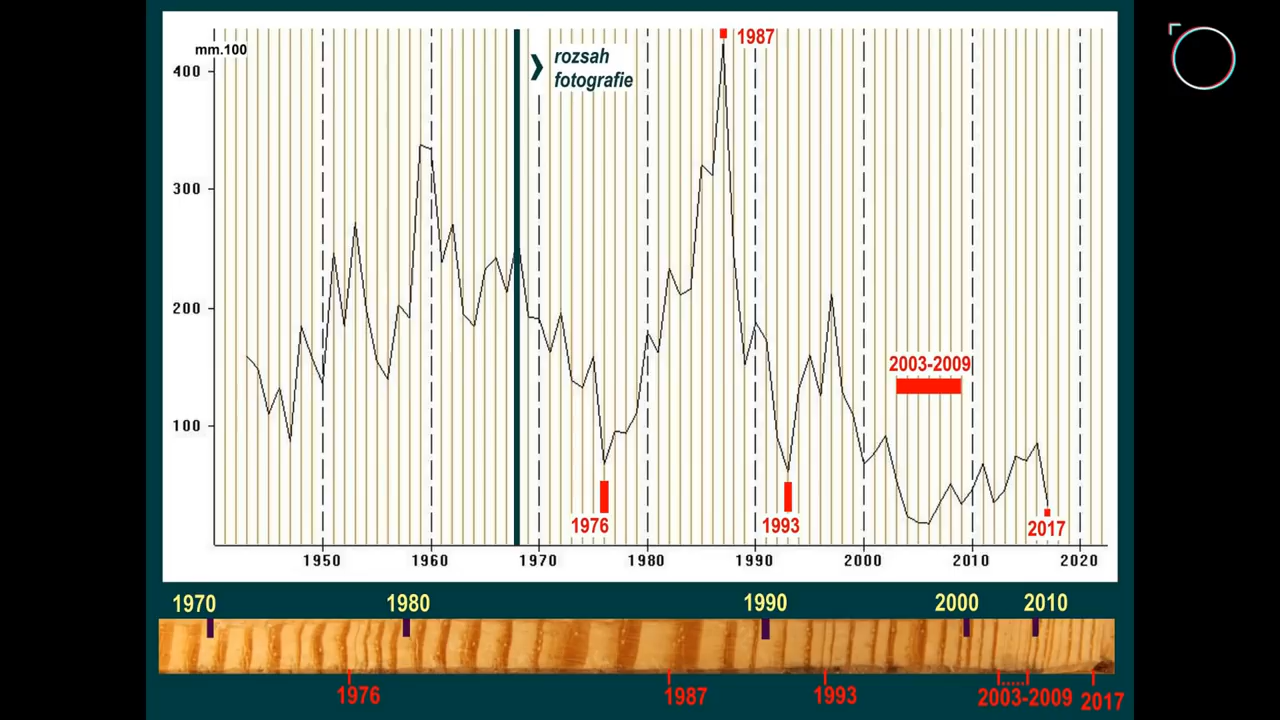 mm.100
1987
rozsah
fotografie
400
300
200
2003-2009
100
1976
1993
2017
1950 1960 1970 1980 1990 2000 2010 2020
1970 1980 1990 2000 2010
1976 1987 1993 2003-2009 2017